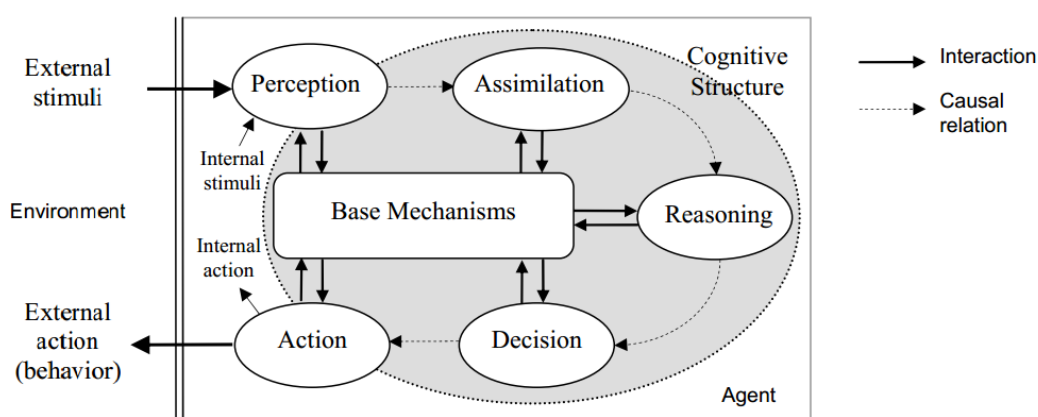 External
stimuli
Perception
Assimilation
Cognitive
Structure
Interaction
Causal
relation
Internal
stimuli
Environment
Base Mechanisms
Reasoning
Internal
action
External
action
(behavior)
Action
Decision
Agent